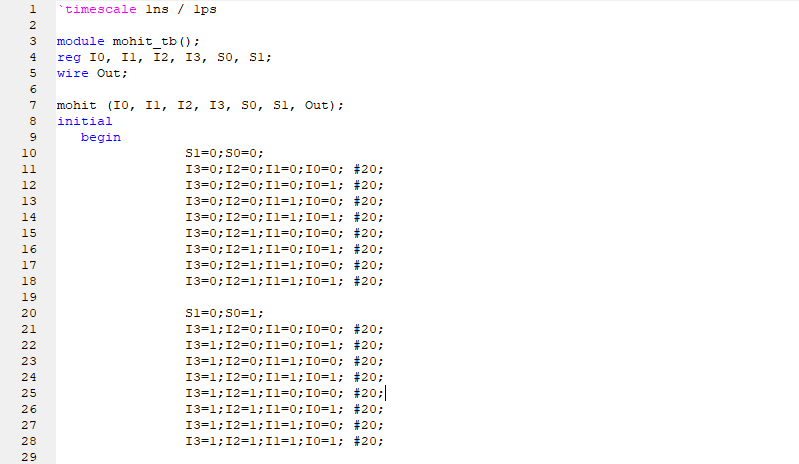 1 `timescale 1ns / 1ps
2
3 module mohit_tb();
4 reg I0, I1, I2, I3, S0, S1;
5 wire Out;
6
7 mohit (I0, I1, I2, I3, S0, S1, Out);
8 initial
9 begin
10 S1=0;S0=0;
11 I3=0;I2=0;I1=0;I0=0; #20;
12 I3=0;I2=0;I1=0;I0=1; #20;
13 I3=0;I2=0;I1=1;I0=0; #20;
14 I3=0;I2=0;I1=1;I0=1; #20;
15 I3=0;I2=1;I1=0;I0=0; #20;
16 I3=0;I2=1;I1=0;I0=1; #20;
17 I3=0;I2=1;I1=1;I0=0; #20;
18 I3=0;I2=1;I1=1;I0=1; #20;
19
20 S1=0;S0=1;
21 I3=1;I2=0;I1=0;I0=0; #20;
22 I3=1;I2=0;I1=0;I0=1; #20;
23 I3=1;I2=0;I1=1;I0=0; #20;
24 I3=1;I2=0;I1=1;I0=1; #20;
25 I3=1;I2=1;I1=0;I0=0; #20;
26 I3=1;I2=1;I1=0;I0=1; #20;
27 I3=1;I2=1;I1=1;I0=0; #20;
28 I3=1;I2=1;I1=1;I0=1; #20;
29